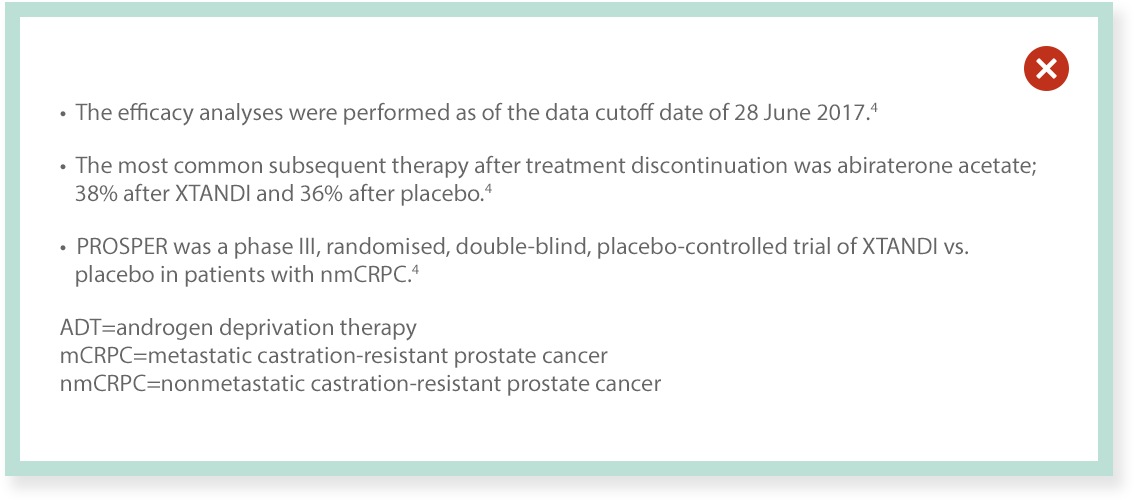 • The efficacy analyses were performed as of the data cutoff date of 28 June 2017.⁴
• The most common subsequent therapy after treatment discontinuation was abiraterone acetate;
38% after XTANDI and 36% after placebo.⁴
• PROSPER was a phase III, randomised, double-blind, placebo-controlled trial of XTANDI vs.
placebo in patients with nmCRPC.⁴
ADT=androgen deprivation therapy
mCRPC=metastatic castration-resistant prostate cancer
nmCRPC=nonmetastatic castration-resistant prostate cancer